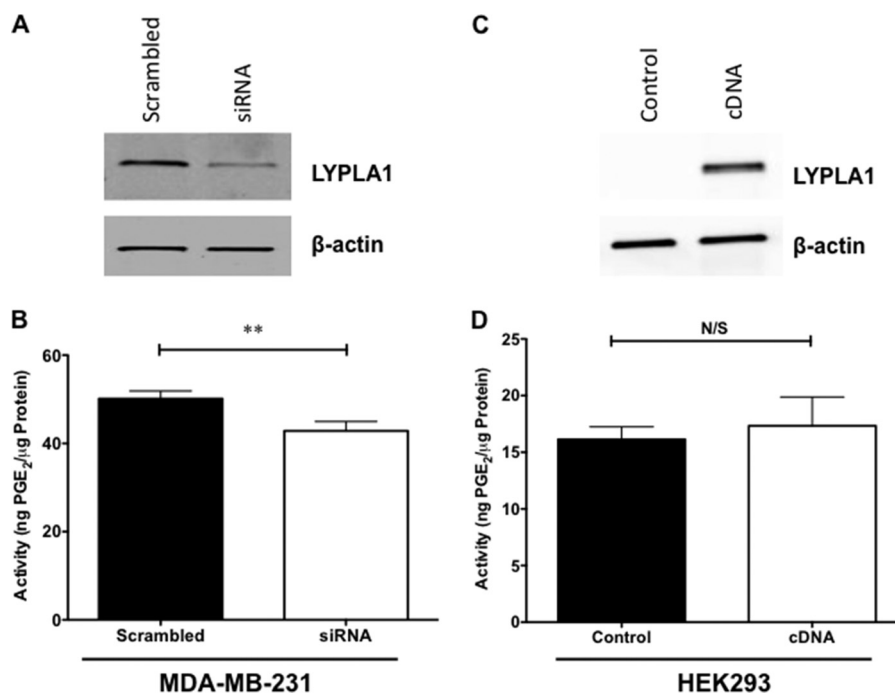 A
Scrambled
siRNA
LYPLA1
β-actin
B
**
Activity (ng PGE₂/µg Protein)
60
40
20
0
Scrambled
siRNA
MDA-MB-231
C
Control
cDNA
LYPLA1
β-actin
D
N/S
Activity (ng PGE₂/µg Protein)
25
20
15
10
5
0
Control
cDNA
HEK293